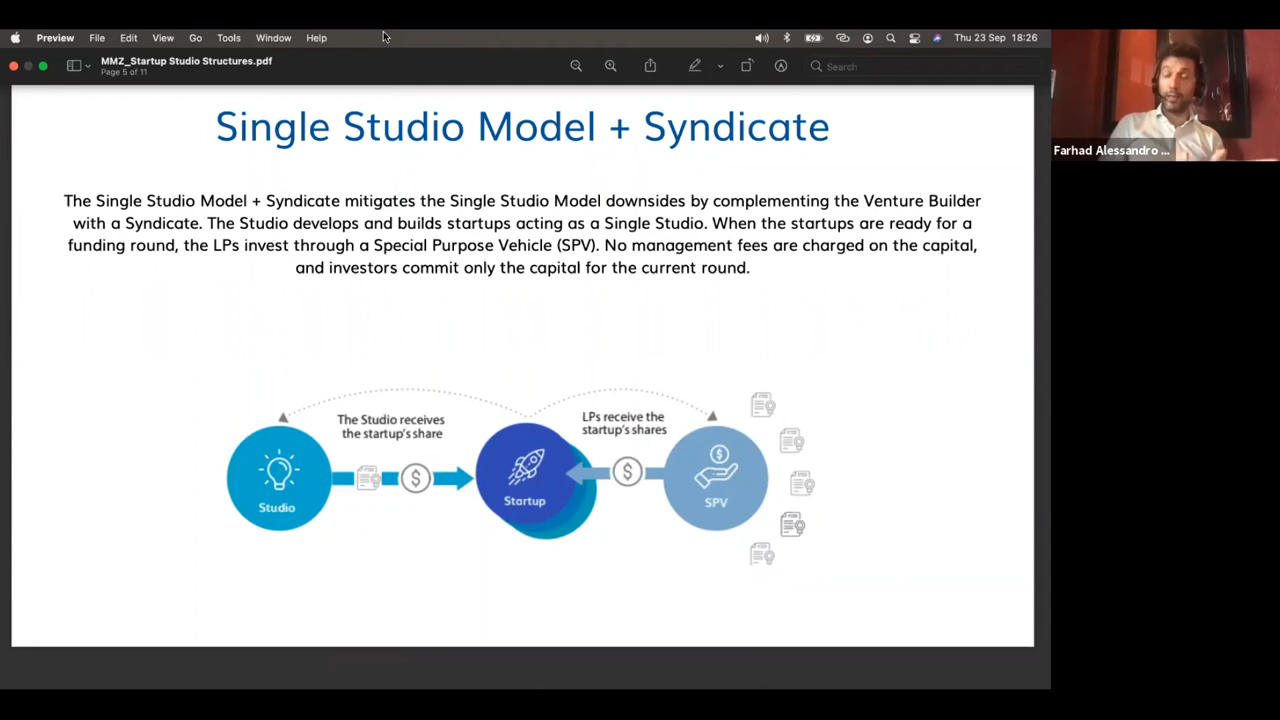 Preview File Edit View Go Tools Window Help Thu 23 Sep 18:26
MMZ_Startup Studio Structures.pdf
Page 5 of 11
Search
Single Studio Model + Syndicate
The Single Studio Model + Syndicate mitigates the Single Studio Model downsides by complementing the Venture Builder
with a Syndicate. The Studio develops and builds startups acting as a Single Studio. When the startups are ready for a
funding round, the LPs invest through a Special Purpose Vehicle (SPV). No management fees are charged on the capital,
and investors commit only the capital for the current round.
The Studio receives
the startup's share
LPs receive the
startup's shares
$
$
$
Studio
Startup
SPV
Farhad Alessandro ...